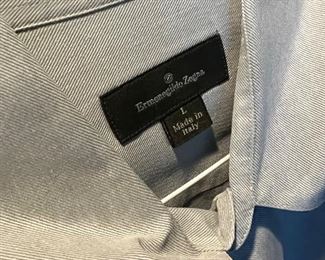 Ermenegildo Zegna
L
Made in
Italy